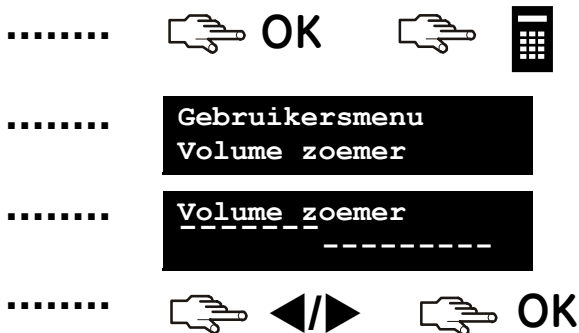 ........ OK
........ Gebruikersmenu
Volume zoemer
........ Volume zoemer
-------
---------
........ ◀/▶ OK